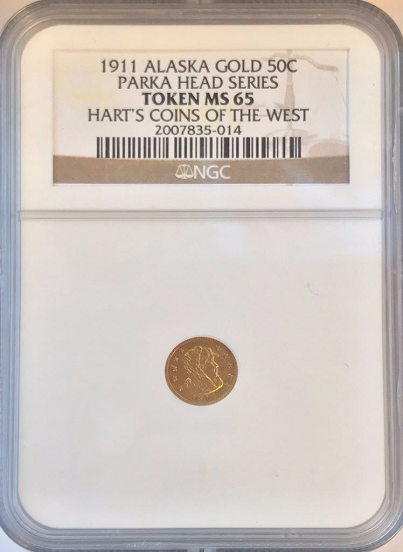 1911 ALASKA GOLD 50C
PARKA HEAD SERIES
TOKEN MS 65
HART'S COINS OF THE WEST
2007835-014
NGC